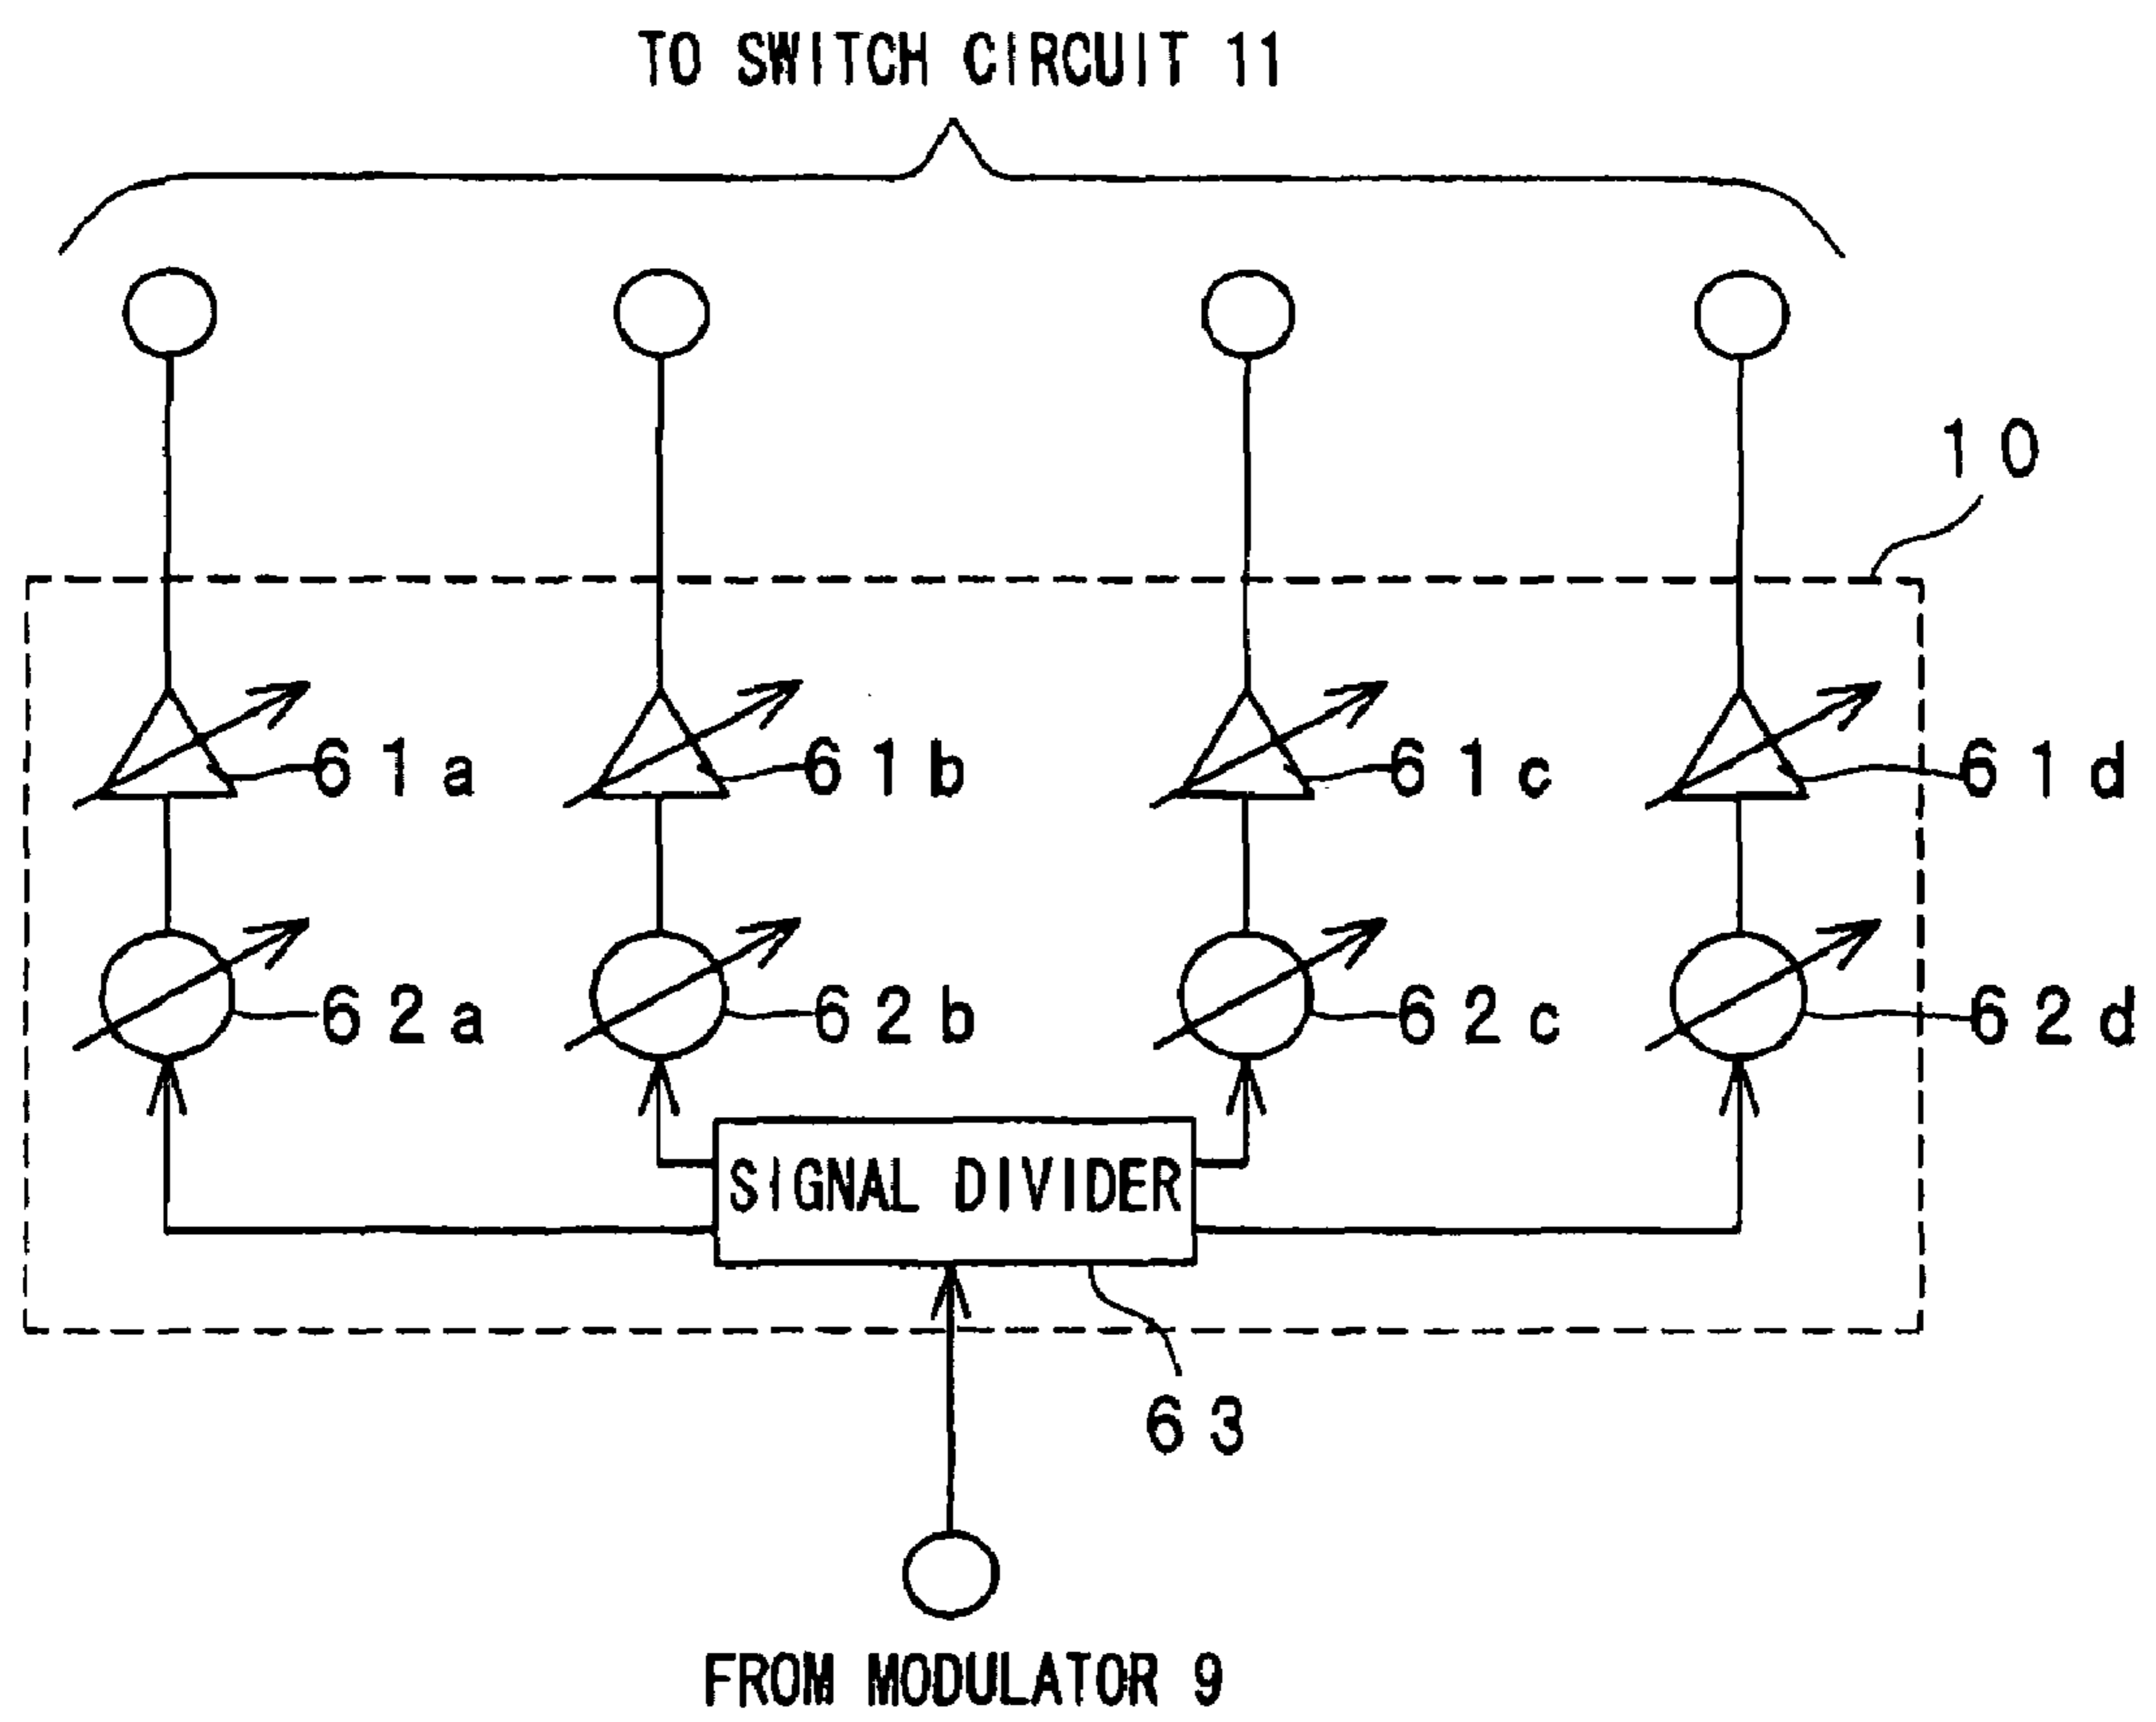 TO SWITCH CIRCUIT 11
10
61a 61b 61c 61d
62a 62b 62c 62d
SIGNAL DIVIDER
63
FROM MODULATOR 9